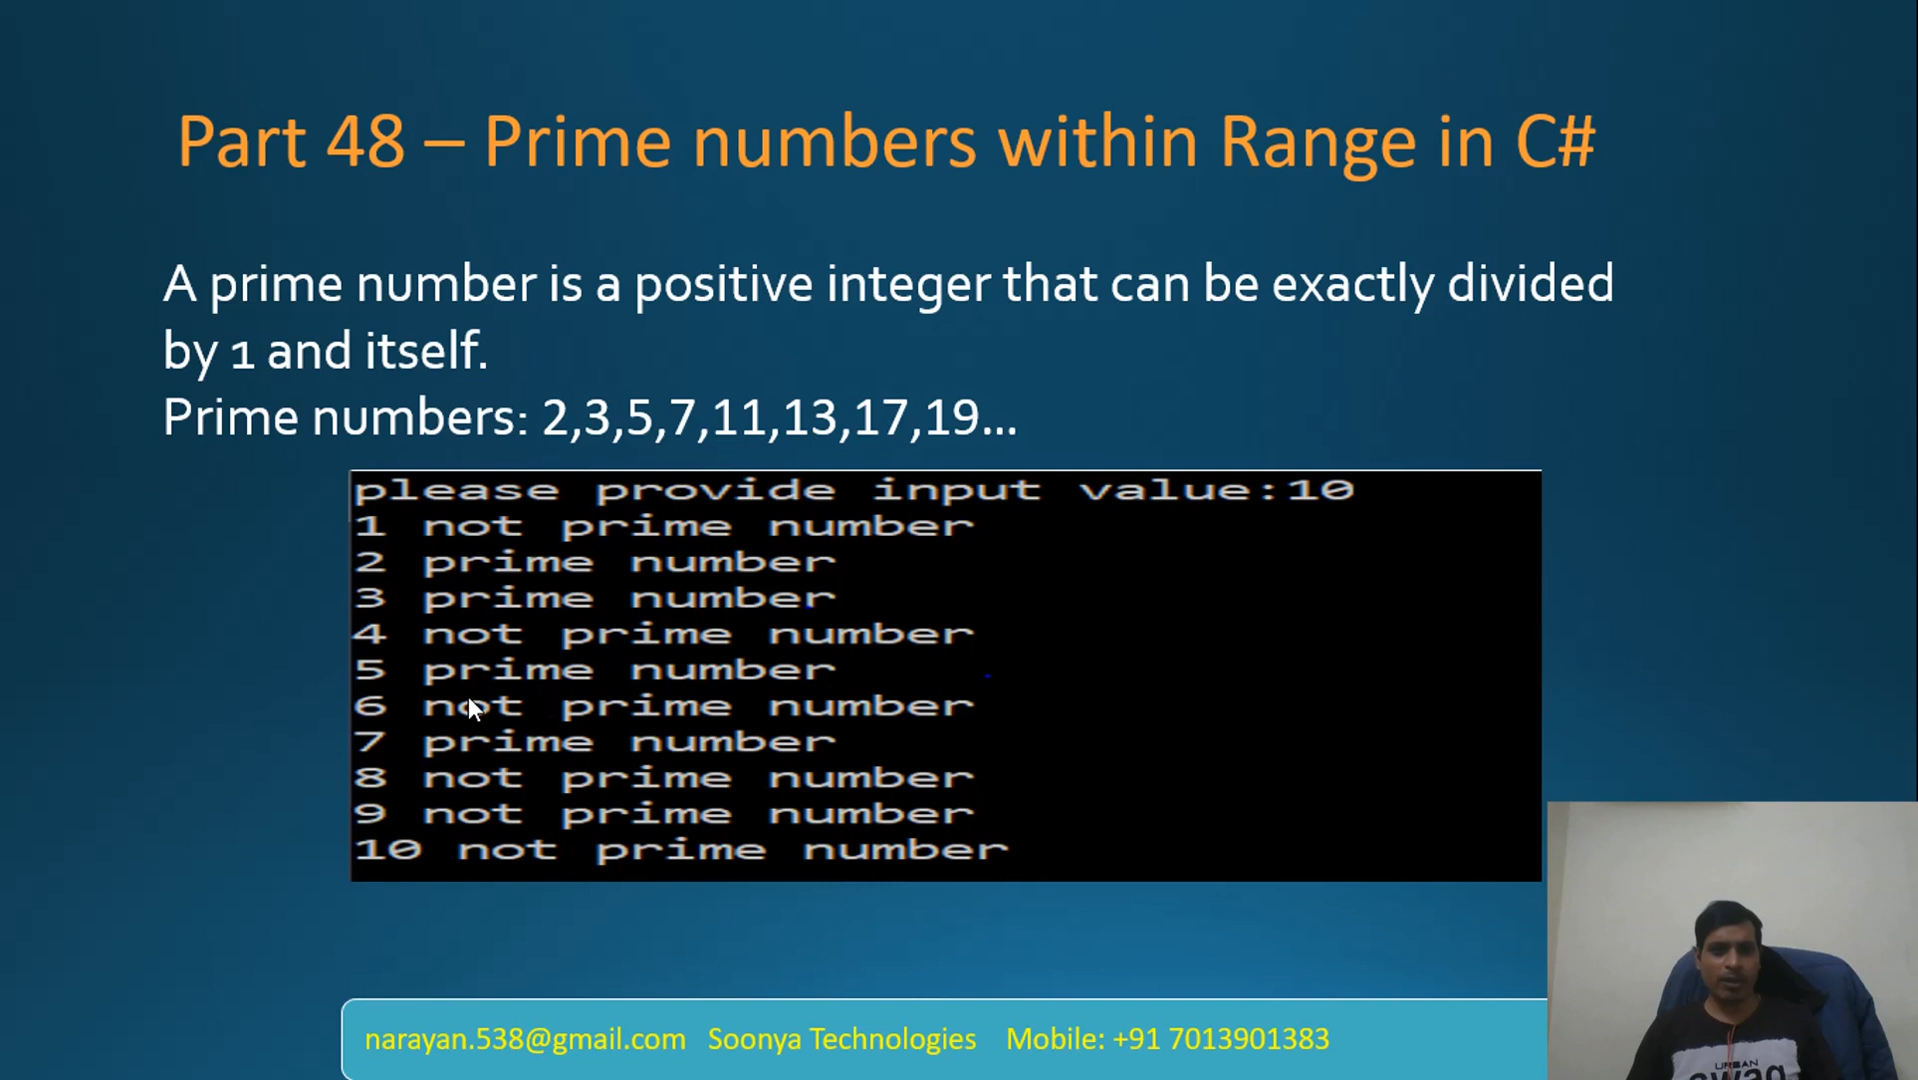 Part 48 – Prime numbers within Range in C#
A prime number is a positive integer that can be exactly divided
by 1 and itself.
Prime numbers: 2,3,5,7,11,13,17,19...
please provide input value:10
1 not prime number
2 prime number
3 prime number
4 not prime number
5 prime number
6 not prime number
7 prime number
8 not prime number
9 not prime number
10 not prime number
narayan.538@gmail.com Soonya Technologies Mobile: +91 7013901383
URBAN
swag